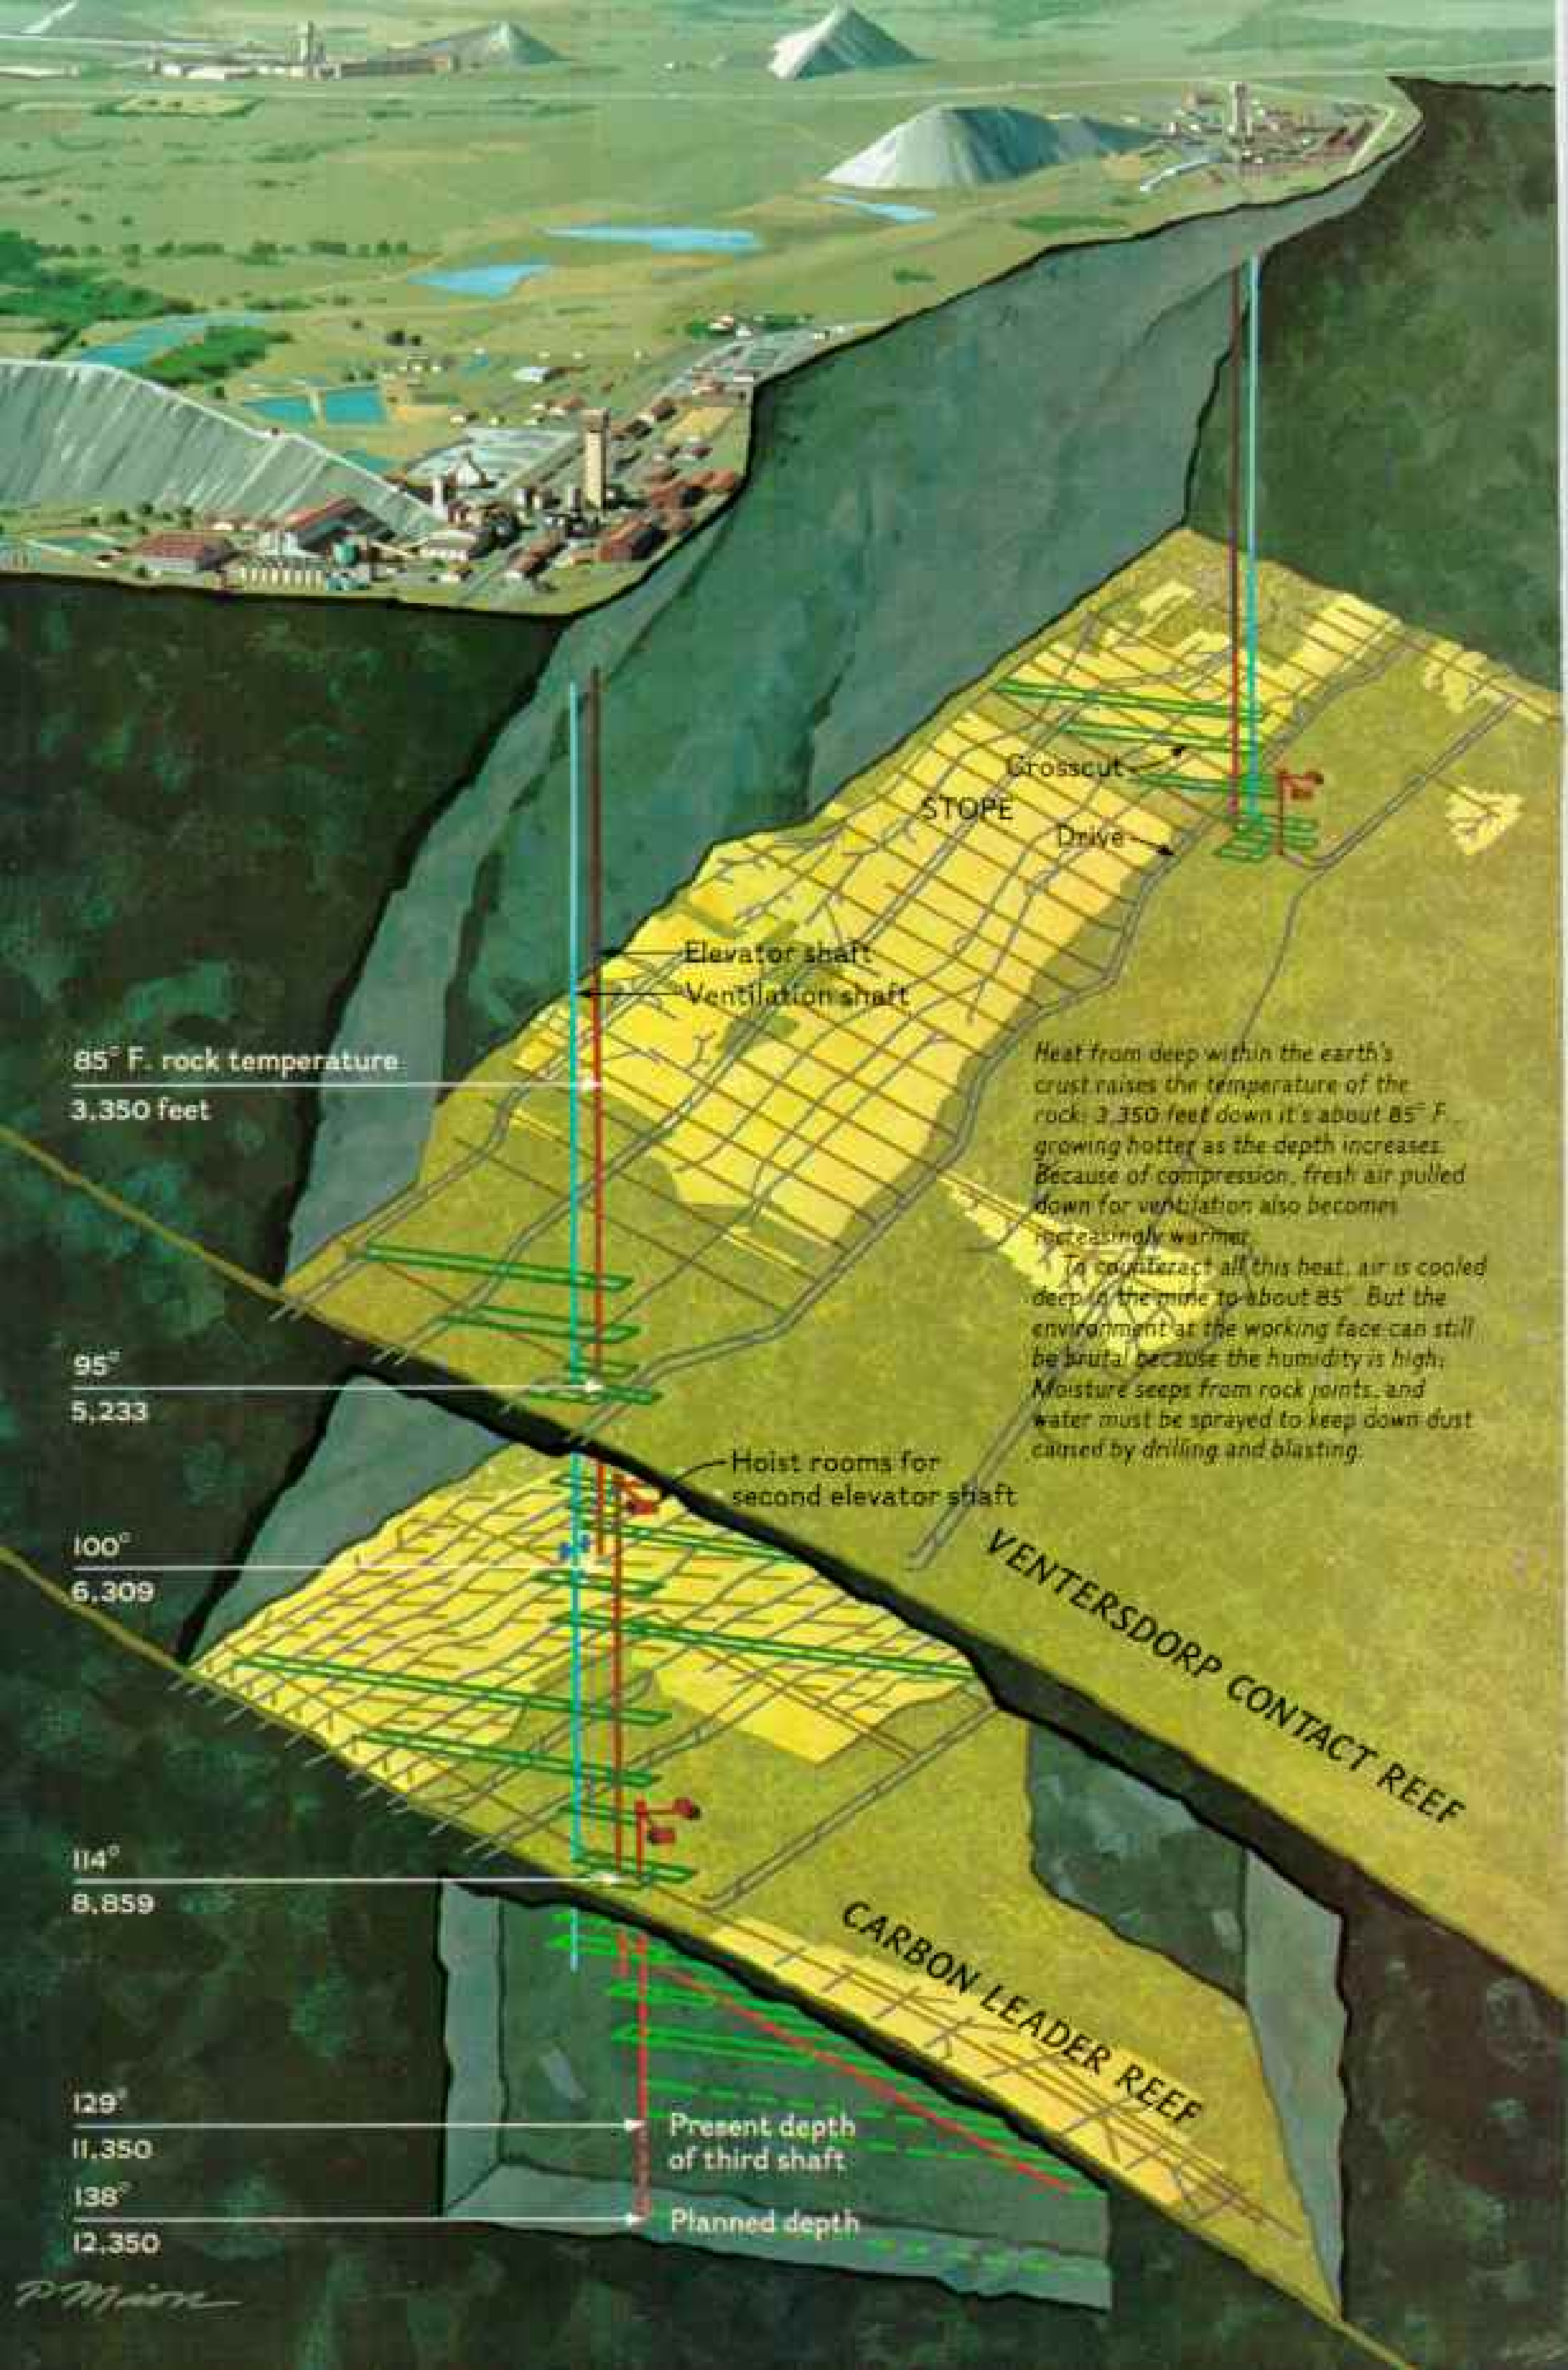 Crosscut
STOPE
Drive
Elevator shaft
Ventilation shaft
85° F. rock temperature
3,350 feet
Heat from deep within the earth's
crust raises the temperature of the
rock: 3,350 feet down it's about 85° F.,
growing hotter as the depth increases.
Because of compression, fresh air pulled
down for ventilation also becomes
increasingly warmer.
To counteract all this heat, air is cooled
deep in the mine to about 85°. But the
environment at the working face can still
be brutal because the humidity is high;
Moisture seeps from rock joints, and
water must be sprayed to keep down dust
caused by drilling and blasting.
95°
5,233
Hoist rooms for
second elevator shaft
100°
6,309
VENTERSDORP CONTACT REEF
114°
8,859
CARBON LEADER REEF
129°
11,350
Present depth
of third shaft
138°
12,350
Planned depth